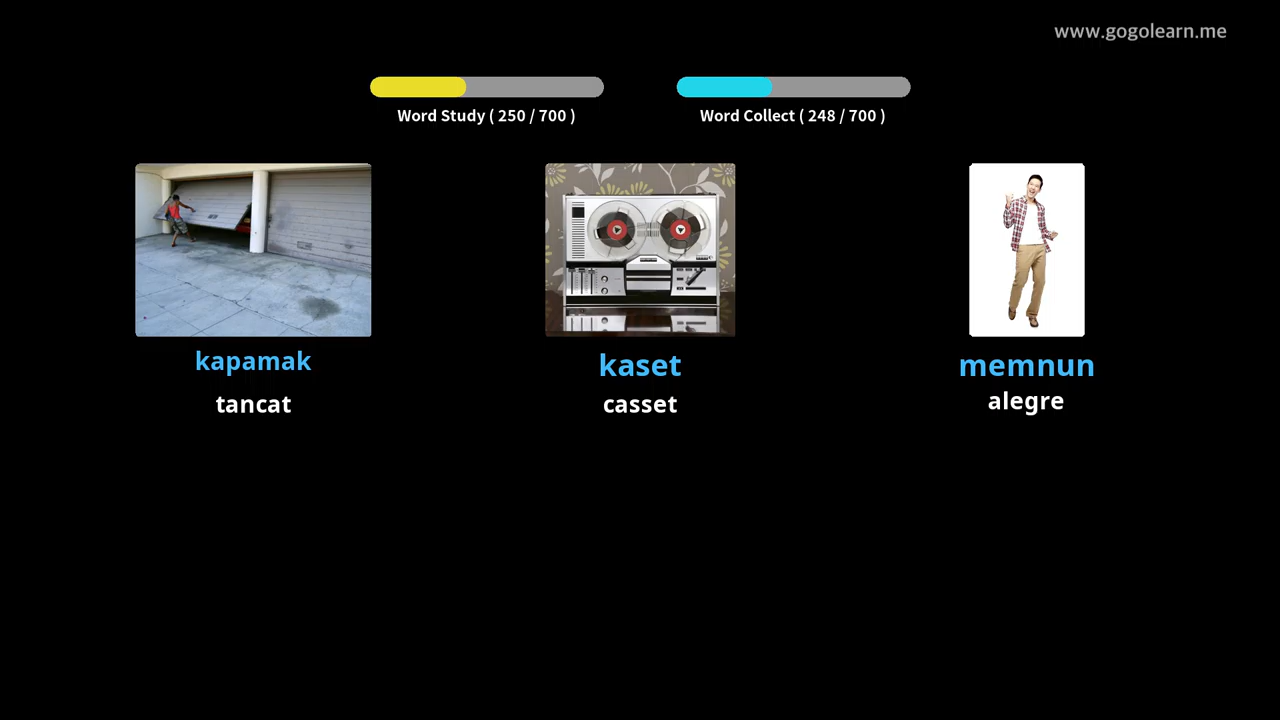 www.gogolearn.me
Word Study ( 250 / 700 )
Word Collect ( 248 / 700 )
kapamak
kaset
memnun
tancat
casset
alegre